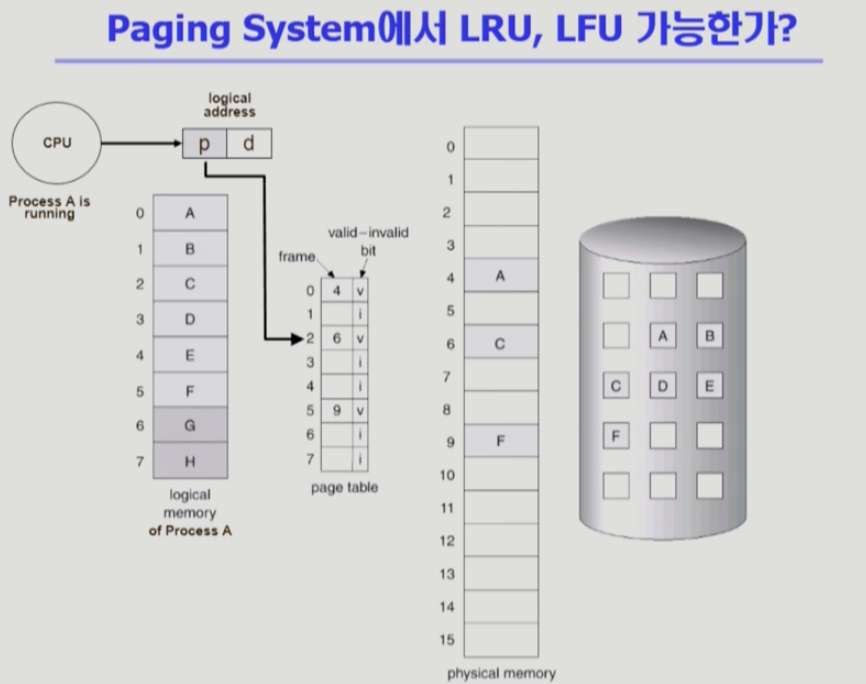 Paging System에서 LRU, LFU 가능한가?
logical
address
CPU
p d
Process A is
running
0 A
1 B
2 C
3 D
4 E
5 F
6 G
7 H
logical
memory
of Process A
valid-invalid
frame bit
0 4 v
1 i
2 6 v
3 i
4 i
5 9 v
6 i
7 i
page table
0
1
2
3
4 A
5
6 C
7
8
9 F
10
11
12
13
14
15
physical memory
A B
C D E
F